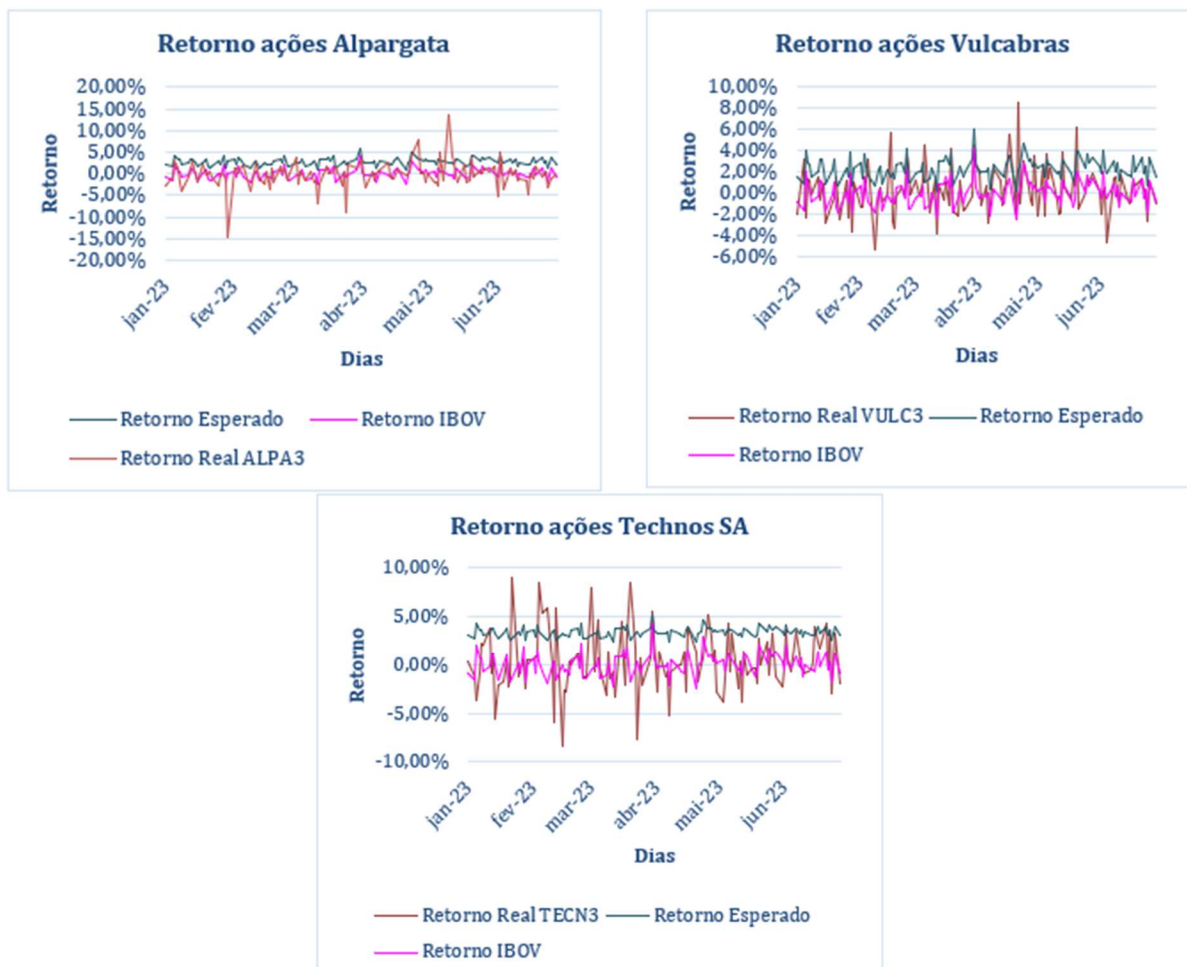 Retorno ações Alpargata
20,00%
15,00%
10,00%
5,00%
0,00%
-5,00%
-10,00%
-15,00%
-20,00%
Retorno
jan-23
fev-23
mar-23
abr-23
mai-23
jun-23
Dias
Retorno Esperado
Retorno IBOV
Retorno Real ALPA3
Retorno ações Vulcabras
10,00%
8,00%
6,00%
4,00%
2,00%
0,00%
-2,00%
-4,00%
-6,00%
Retorno
jan-23
fev-23
mar-23
abr-23
mai-23
jun-23
Dias
Retorno Real VULC3
Retorno Esperado
Retorno IBOV
Retorno ações Technos SA
10,00%
5,00%
0,00%
-5,00%
-10,00%
Retorno
jan-23
fev-23
mar-23
abr-23
mai-23
jun-23
Dias
Retorno Real TECN3
Retorno Esperado
Retorno IBOV